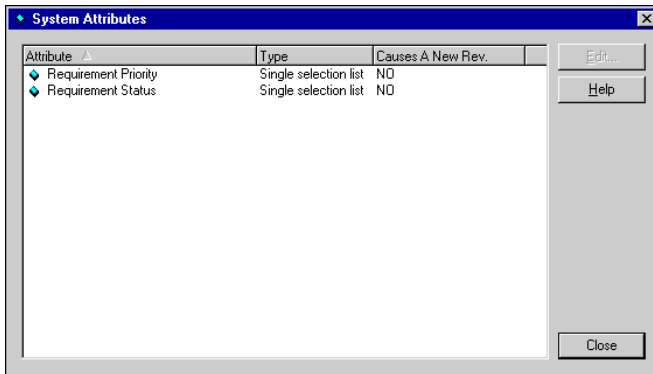 System Attributes
Attribute Type Causes A New Rev. Edit...
Requirement Priority Single selection list NO
Requirement Status Single selection list NO Help
Close